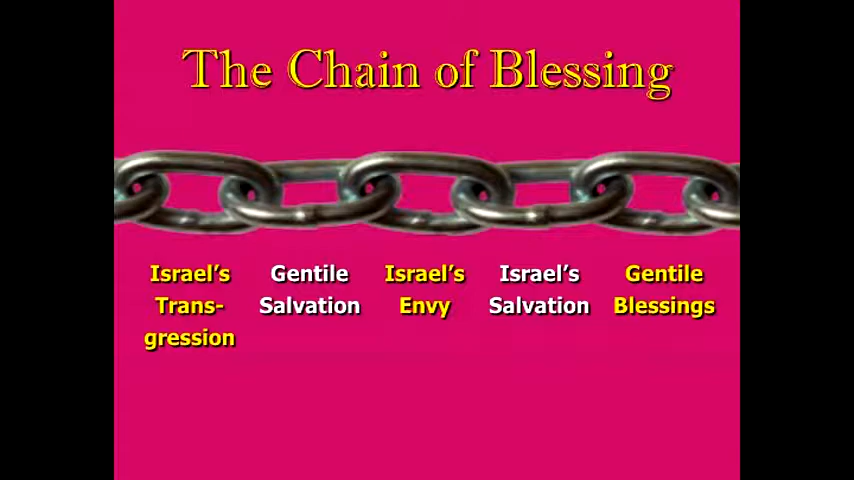 The Chain of Blessing
Israel's Trans-gression
Gentile Salvation
Israel's Envy
Israel's Salvation
Gentile Blessings